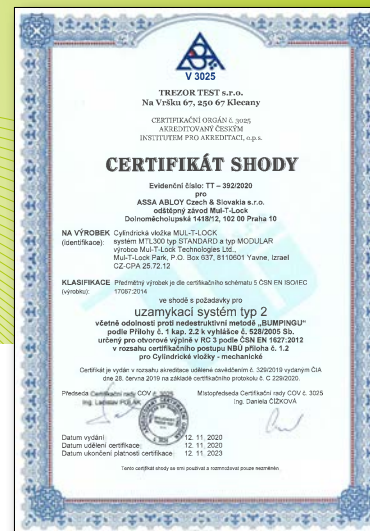 V 3025
TREZOR TEST s.r.o.
Na Vršku 67, 250 67 Klecany
CERTIFIKAČNÍ ORGÁN č. 3025
AKREDITOVANÝ ČESKÝM
INSTITUTEM PRO AKREDITACI, o.p.s.
CERTIFIKÁT SHODY
Evidenční číslo: TT – 392/2020
pro
ASSA ABLOY Czech & Slovakia s.r.o.
odštěpný závod Mul-T-Lock
Dolnoměcholupská 1418/12, 102 00 Praha 10
NA VÝROBEK Cylindrická vložka MUL-T-LOCK
(identifikace): systém MTL300 typ STANDARD a typ MODULAR
výrobce Mul-T-Lock Technologies Ltd.,
Mul-T-Lock Park, P.O. Box 637, 8110601 Yavne, Izrael
CZ-CPA 25.72.12
KLASIFIKACE Předmětný výrobek je dle certifikačního schématu 5 ČSN EN ISO/IEC
(výrobku): 17067:2014
ve shodě s požadavky pro
uzamykací systém typ 2
včetně odolnosti proti nedestruktivní metodě „BUMPINGU“
podle Přílohy č. 1 kap. 2.2 k vyhlášce č. 528/2005 Sb.
určený pro otvorové výplně v RC 3 podle ČSN EN 1627:2012
v rozsahu certifikačního postupu NBÚ příloha č. 1.2
pro Cylindrické vložky - mechanické
Certifikát je vydán v rozsahu akreditace udělené osvědčením č. 329/2019 vydaným ČIA
dne 28. června 2019 na základě certifikačního protokolu č. C 229/2020.
Předseda Certifikační rady COV č. 3025 Místopředseda Certifikační rady COV č. 3025
Ing. Ladislav Ing. Daniela ČÍŽKOVÁ
Datum vydání: 12. 11. 2020
Datum udělení certifikace: 12. 11. 2020
Datum ukončení platnosti certifikace: 12. 11. 2023
Tento certifikát shody se smí používat a rozmnožovat pouze nezměněn.